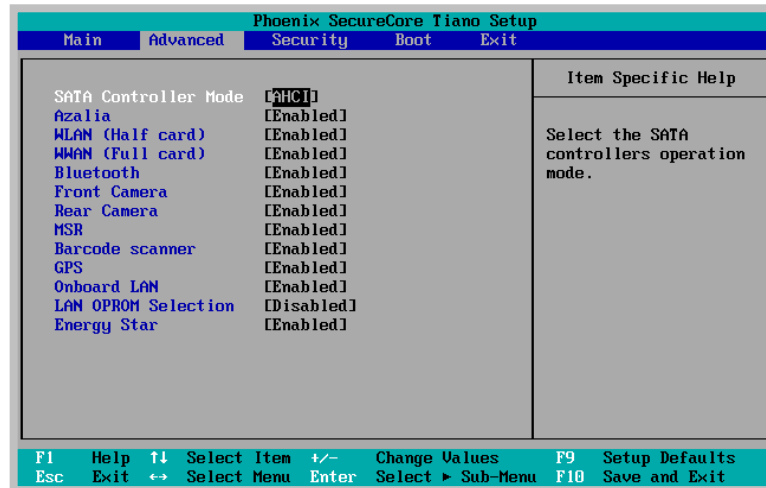 Phoenix SecureCore Tiano Setup
Main Advanced Security Boot Exit
Item Specific Help
SATA Controller Mode [AHCI]
Azalia [Enabled]
WLAN (Half card) [Enabled]
WWAN (Full card) [Enabled]
Bluetooth [Enabled]
Front Camera [Enabled]
Rear Camera [Enabled]
MSR [Enabled]
Barcode scanner [Enabled]
GPS [Enabled]
Onboard LAN [Enabled]
LAN OPROM Selection [Disabled]
Energy Star [Enabled]
Select the SATA
controllers operation
mode.
F1 Help ↑↓ Select Item +/- Change Values F9 Setup Defaults
Esc Exit ↔ Select Menu Enter Select ► Sub-Menu F10 Save and Exit